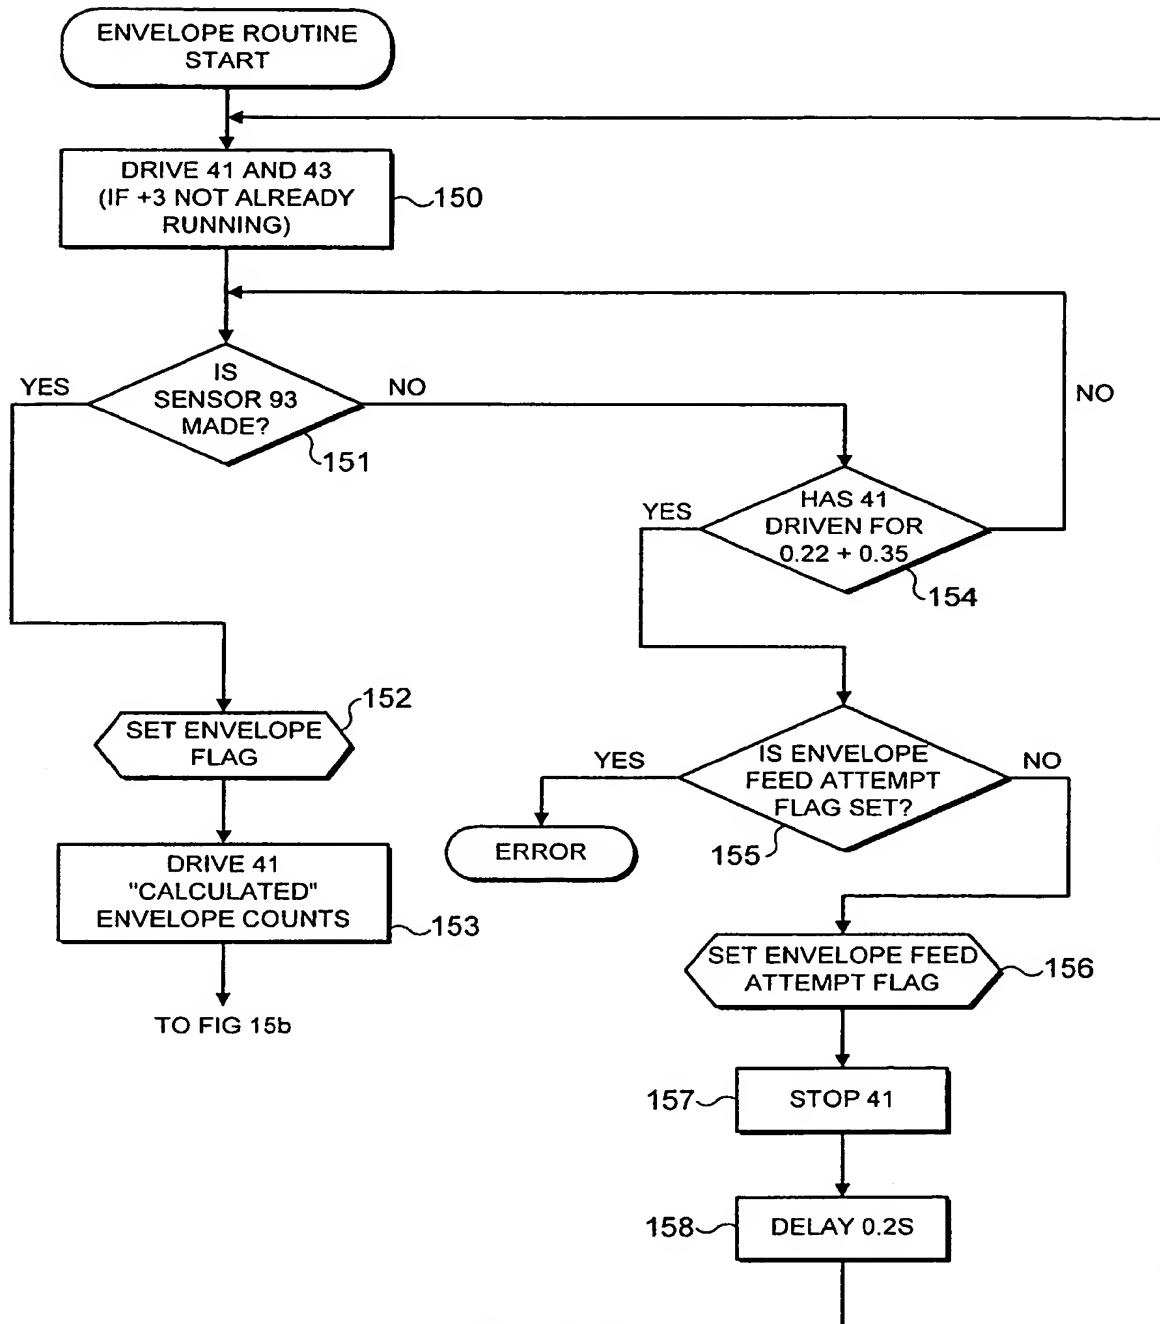 ENVELOPE ROUTINE
START
DRIVE 41 AND 43
(IF +3 NOT ALREADY
RUNNING)
150
IS
SENSOR 93
MADE?
YES
NO
151
HAS 41
DRIVEN FOR
0.22 + 0.35
YES
NO
154
SET ENVELOPE
FLAG
152
IS ENVELOPE
FEED ATTEMPT
FLAG SET?
YES
NO
155
ERROR
DRIVE 41
"CALCULATED"
ENVELOPE COUNTS
153
TO FIG 15b
SET ENVELOPE FEED
ATTEMPT FLAG
156
157
STOP 41
158
DELAY 0.2S